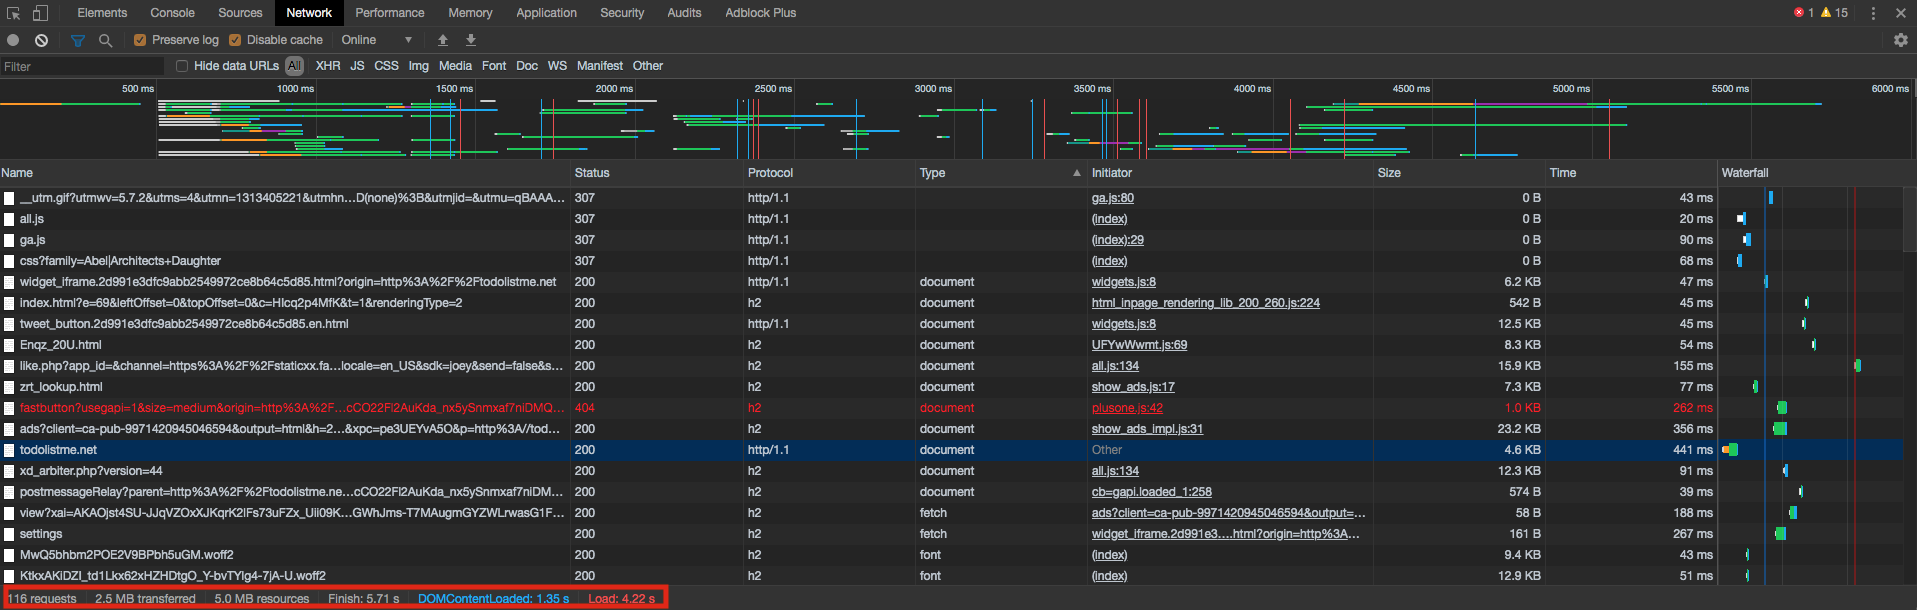 Elements Console Sources Network Performance Memory Application Security Audits Adblock Plus 1 15
Preserve log Disable cache Online
Filter Hide data URLs All XHR JS CSS Img Media Font Doc WS Manifest Other
500 ms 1000 ms 1500 ms 2000 ms 2500 ms 3000 ms 3500 ms 4000 ms 4500 ms 5000 ms 5500 ms 6000 ms
Name Status Protocol Type Initiator Size Time Waterfall
__utm.gif?utmwv=5.7.2&utms=4&utmn=1313405221&utmhn...D(none)%3B&utmjid=&utmu=qBAAA... 307 http/1.1 ga.js:80 0 B 43 ms
all.js 307 http/1.1 (index) 0 B 20 ms
ga.js 307 http/1.1 (index):29 0 B 90 ms
css?family=Abel|Architects+Daughter 307 http/1.1 (index) 0 B 68 ms
widget_iframe.2d991e3dfc9abb2549972ce8b64c5d85.html?origin=http%3A%2F%2Ftodolistme.net 200 http/1.1 document widgets.js:8 6.2 KB 47 ms
index.html?e=69&leftOffset=0&topOffset=0&c=HIcq2p4MfK&t=1&renderingType=2 200 h2 document html_inpage_rendering_lib_200_260.js:224 542 B 45 ms
tweet_button.2d991e3dfc9abb2549972ce8b64c5d85.en.html 200 http/1.1 document widgets.js:8 12.5 KB 45 ms
Enqz_20U.html 200 h2 document UFYwWwmt.js:69 8.3 KB 54 ms
like.php?app_id=&channel=https%3A%2F%2Fstaticxx.fa...locale=en_US&sdk=joey&send=false&s... 200 h2 document all.js:134 15.9 KB 155 ms
zrt_lookup.html 200 h2 document show_ads.js:17 7.3 KB 77 ms
fastbutton?usegapi=1&size=medium&origin=http%3A%2F...cCO22Fl2AuKda_nx5ySnmxaf7niDMQ... 404 h2 document plusone.js:42 1.0 KB 262 ms
ads?client=ca-pub-9971420945046594&output=html&h=2...&xpc=pe3UEYvA5O&p=http%3A//tod... 200 h2 document show_ads_impl.js:31 23.2 KB 356 ms
todolistme.net 200 http/1.1 document Other 4.6 KB 441 ms
xd_arbiter.php?version=44 200 h2 document all.js:134 12.3 KB 91 ms
postmessageRelay?parent=http%3A%2F%2Ftodolistme.ne...cCO22Fl2AuKda_nx5ySnmxaf7niDM... 200 h2 document cb=gapi.loaded_1:258 574 B 39 ms
view?xai=AKAOjst4SU-JJqVZOxXJKqrK2lFs73uFZx_Uii09K...GWhJms-T7MAugmGYZWLrwasG1F... 200 h2 fetch ads?client=ca-pub-9971420945046594&output=... 58 B 188 ms
settings 200 h2 fetch widget_iframe.2d991e3....html?origin=http%3A... 161 B 267 ms
MwQ5bhbm2POE2V9BPbh5uGM.woff2 200 h2 font (index) 9.4 KB 43 ms
KtkxAKiDZI_td1Lkx62xHZHDtgO_Y-bvTYlg4-7jA-U.woff2 200 h2 font (index) 12.9 KB 51 ms
116 requests 2.5 MB transferred 5.0 MB resources Finish: 5.71 s DOMContentLoaded: 1.35 s Load: 4.22 s